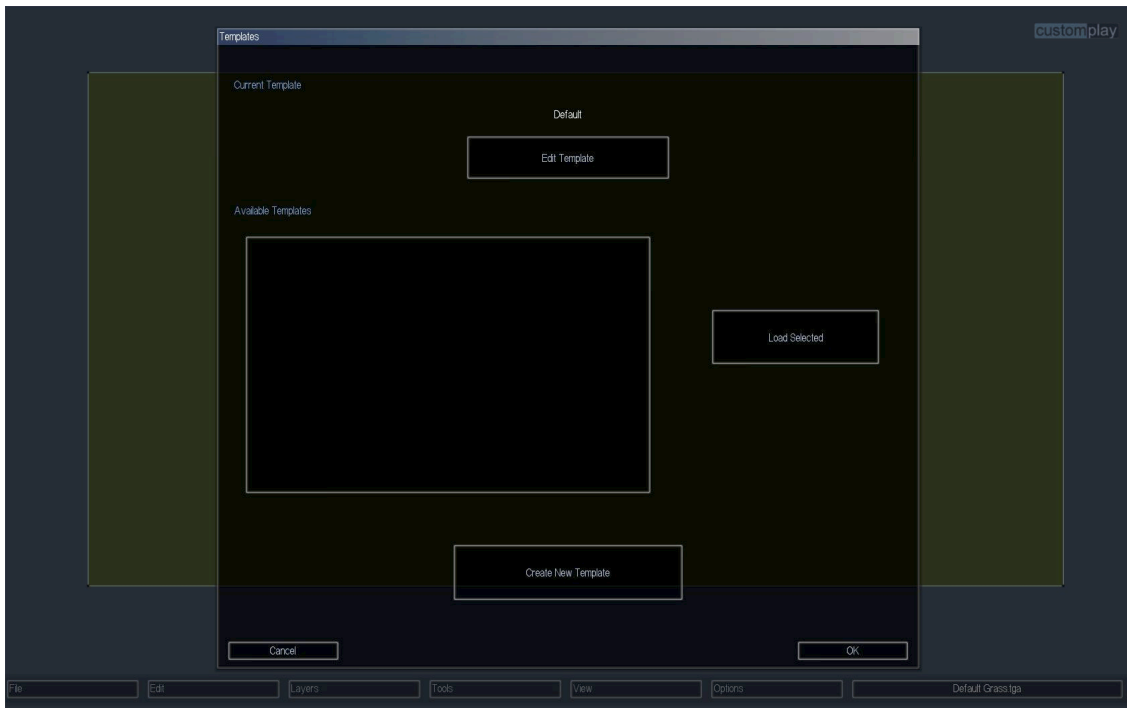 customplay
Templates
Current Template
Default
Edit Template
Available Templates
Load Selected
Create New Template
Cancel
OK
File
Edit
Layers
Tools
View
Options
Default Grass.tga